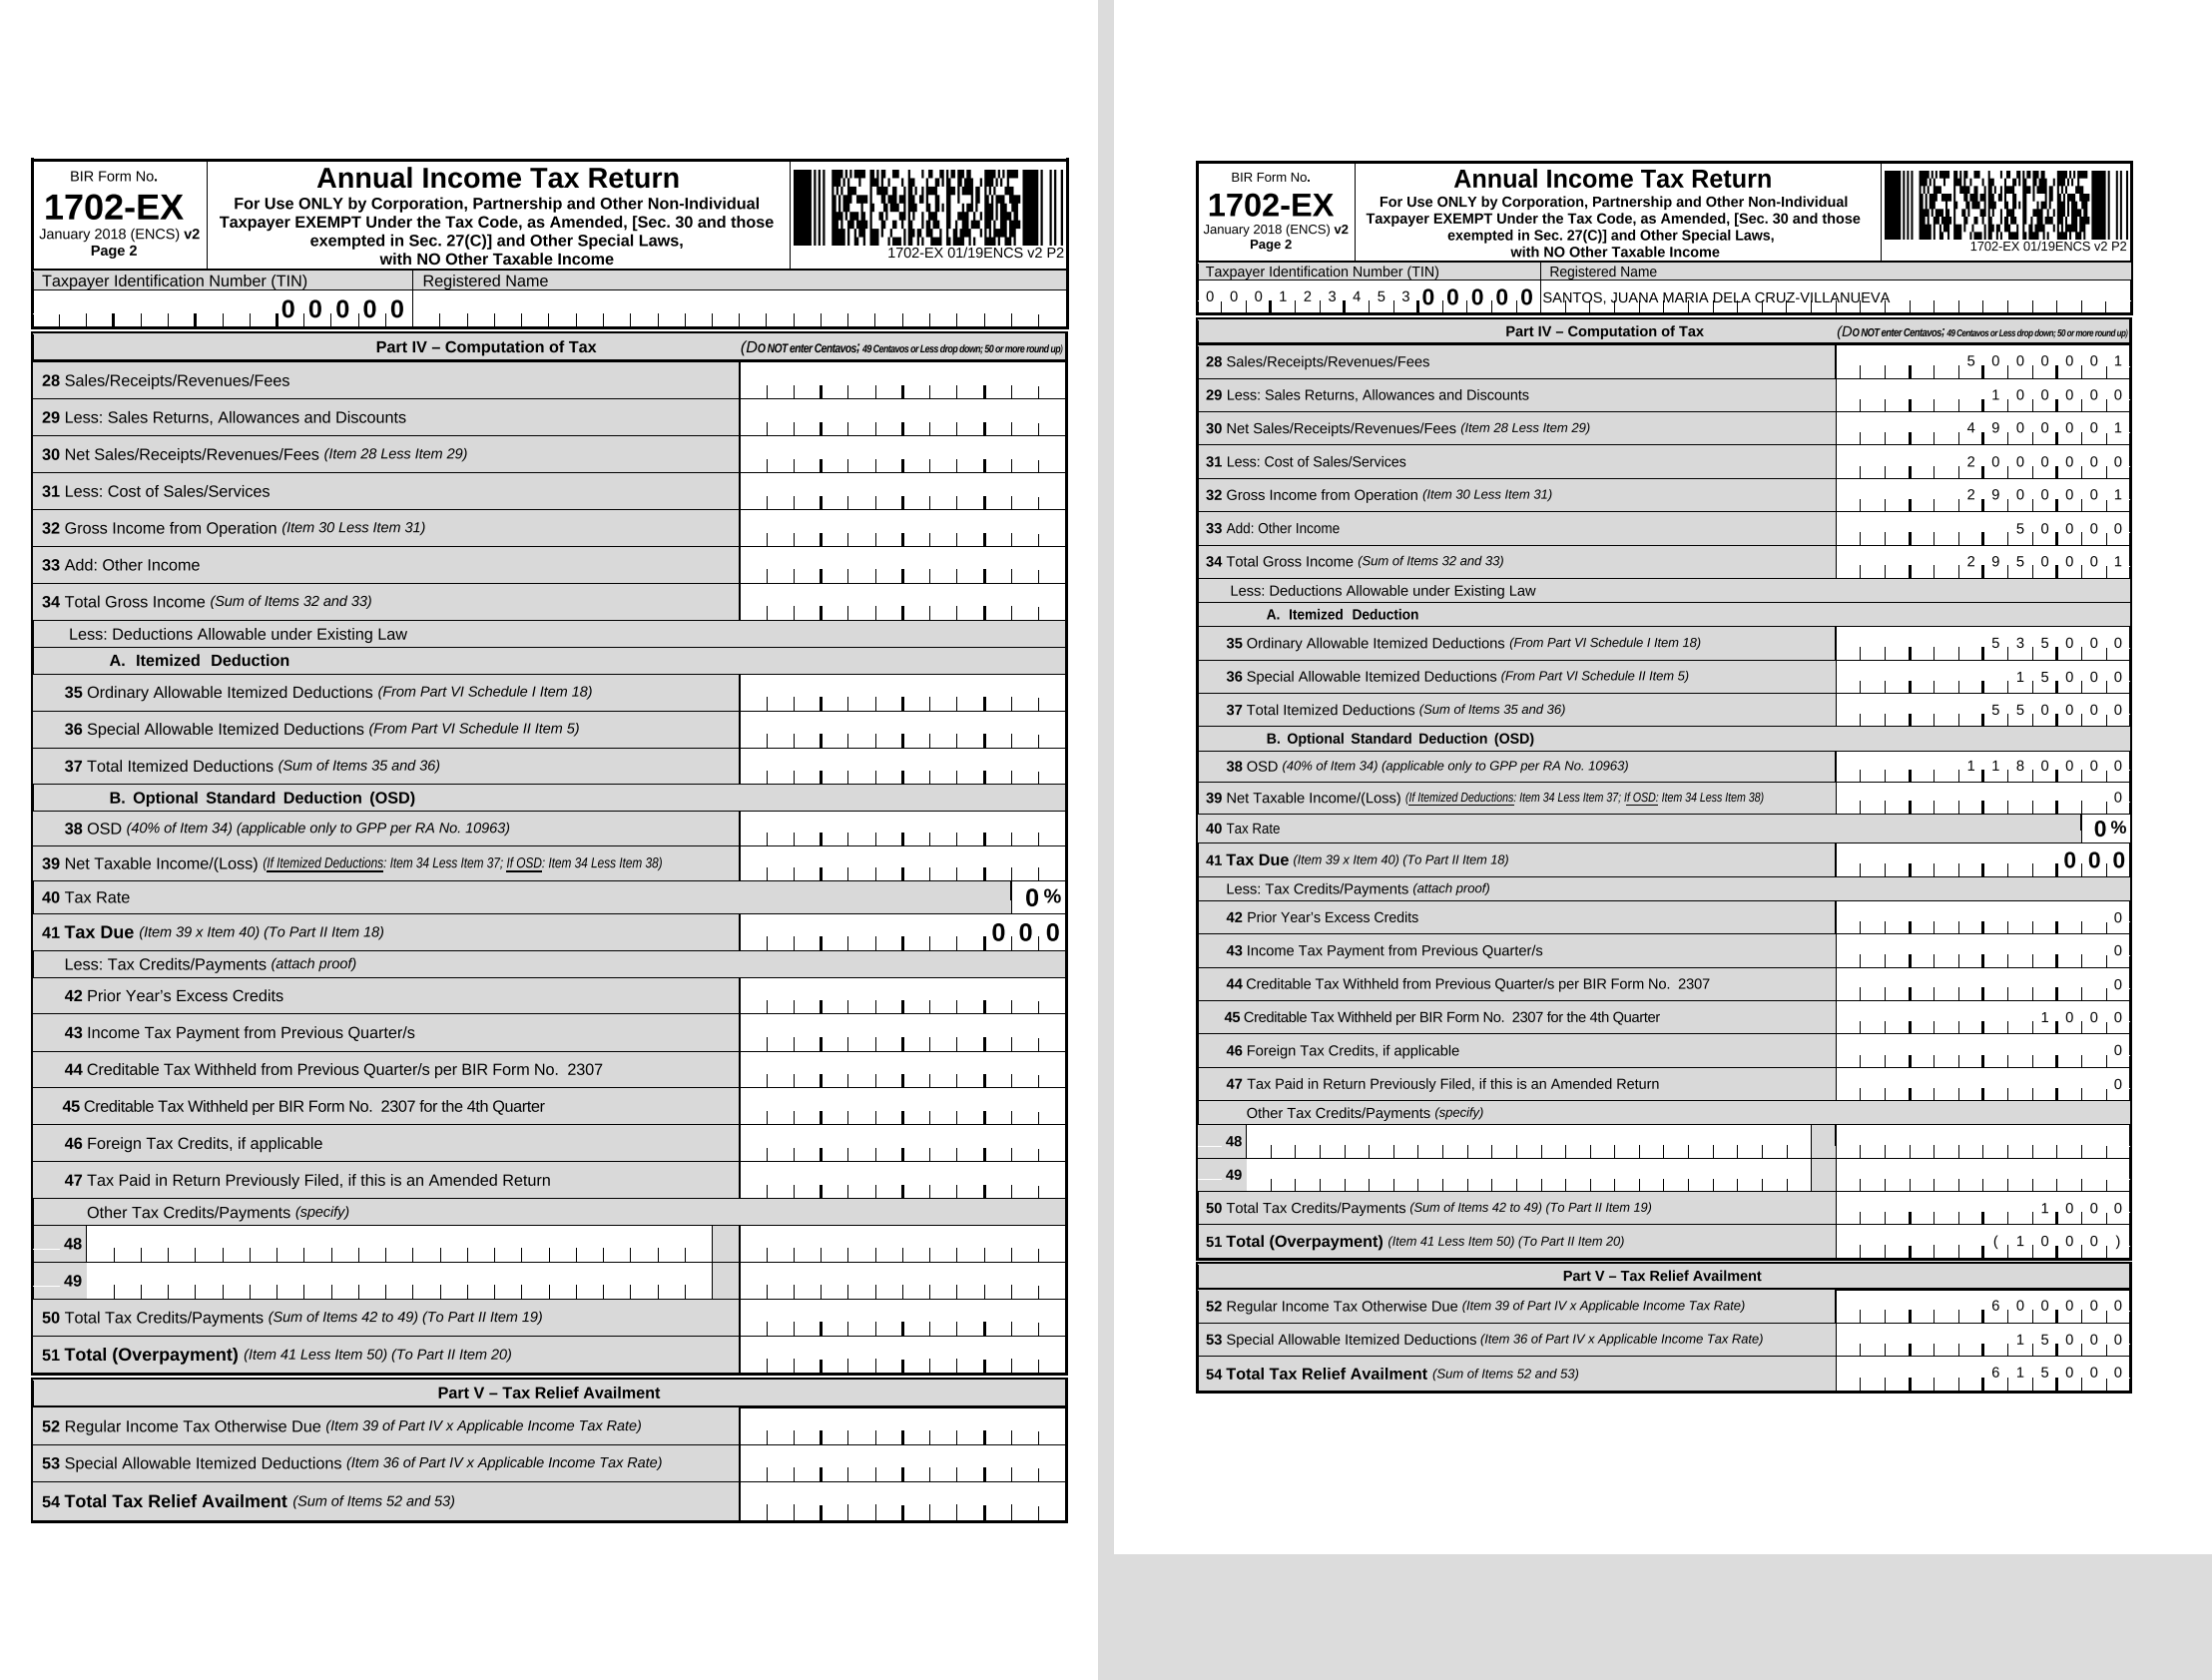 BIR Form No.
1702-EX
January 2018 (ENCS) v2
Page 2
Annual Income Tax Return
For Use ONLY by Corporation, Partnership and Other Non-Individual
Taxpayer EXEMPT Under the Tax Code, as Amended, [Sec. 30 and those
exempted in Sec. 27(C)] and Other Special Laws,
with NO Other Taxable Income
1702-EX 01/19ENCS v2 P2
Taxpayer Identification Number (TIN) Registered Name
0 0 0 0 0
Part IV – Computation of Tax (Do NOT enter Centavos; 49 Centavos or Less drop down; 50 or more round up)
28 Sales/Receipts/Revenues/Fees
29 Less: Sales Returns, Allowances and Discounts
30 Net Sales/Receipts/Revenues/Fees (Item 28 Less Item 29)
31 Less: Cost of Sales/Services
32 Gross Income from Operation (Item 30 Less Item 31)
33 Add: Other Income
34 Total Gross Income (Sum of Items 32 and 33)
Less: Deductions Allowable under Existing Law
A. Itemized Deduction
35 Ordinary Allowable Itemized Deductions (From Part VI Schedule I Item 18)
36 Special Allowable Itemized Deductions (From Part VI Schedule II Item 5)
37 Total Itemized Deductions (Sum of Items 35 and 36)
B. Optional Standard Deduction (OSD)
38 OSD (40% of Item 34) (applicable only to GPP per RA No. 10963)
39 Net Taxable Income/(Loss) (If Itemized Deductions: Item 34 Less Item 37; If OSD: Item 34 Less Item 38)
40 Tax Rate 0 %
41 Tax Due (Item 39 x Item 40) (To Part II Item 18) 0 0 0
Less: Tax Credits/Payments (attach proof)
42 Prior Year’s Excess Credits
43 Income Tax Payment from Previous Quarter/s
44 Creditable Tax Withheld from Previous Quarter/s per BIR Form No. 2307
45 Creditable Tax Withheld per BIR Form No. 2307 for the 4th Quarter
46 Foreign Tax Credits, if applicable
47 Tax Paid in Return Previously Filed, if this is an Amended Return
Other Tax Credits/Payments (specify)
48
49
50 Total Tax Credits/Payments (Sum of Items 42 to 49) (To Part II Item 19)
51 Total (Overpayment) (Item 41 Less Item 50) (To Part II Item 20)
Part V – Tax Relief Availment
52 Regular Income Tax Otherwise Due (Item 39 of Part IV x Applicable Income Tax Rate)
53 Special Allowable Itemized Deductions (Item 36 of Part IV x Applicable Income Tax Rate)
54 Total Tax Relief Availment (Sum of Items 52 and 53)
BIR Form No.
1702-EX
January 2018 (ENCS) v2
Page 2
Annual Income Tax Return
For Use ONLY by Corporation, Partnership and Other Non-Individual
Taxpayer EXEMPT Under the Tax Code, as Amended, [Sec. 30 and those
exempted in Sec. 27(C)] and Other Special Laws,
with NO Other Taxable Income
1702-EX 01/19ENCS v2 P2
Taxpayer Identification Number (TIN) Registered Name
0 0 0 1 2 3 4 5 3 0 0 0 0 0 SANTOS, JUANA MARIA DELA CRUZ-VILLANUEVA
Part IV – Computation of Tax (Do NOT enter Centavos; 49 Centavos or Less drop down; 50 or more round up)
28 Sales/Receipts/Revenues/Fees 5 0 0 0 0 0 1
29 Less: Sales Returns, Allowances and Discounts 1 0 0 0 0 0
30 Net Sales/Receipts/Revenues/Fees (Item 28 Less Item 29) 4 9 0 0 0 0 1
31 Less: Cost of Sales/Services 2 0 0 0 0 0 0
32 Gross Income from Operation (Item 30 Less Item 31) 2 9 0 0 0 0 1
33 Add: Other Income 5 0 0 0 0
34 Total Gross Income (Sum of Items 32 and 33) 2 9 5 0 0 0 1
Less: Deductions Allowable under Existing Law
A. Itemized Deduction
35 Ordinary Allowable Itemized Deductions (From Part VI Schedule I Item 18) 5 3 5 0 0 0
36 Special Allowable Itemized Deductions (From Part VI Schedule II Item 5) 1 5 0 0 0
37 Total Itemized Deductions (Sum of Items 35 and 36) 5 5 0 0 0 0
B. Optional Standard Deduction (OSD)
38 OSD (40% of Item 34) (applicable only to GPP per RA No. 10963) 1 1 8 0 0 0 0
39 Net Taxable Income/(Loss) (If Itemized Deductions: Item 34 Less Item 37; If OSD: Item 34 Less Item 38) 0
40 Tax Rate 0 %
41 Tax Due (Item 39 x Item 40) (To Part II Item 18) 0 0 0
Less: Tax Credits/Payments (attach proof)
42 Prior Year’s Excess Credits 0
43 Income Tax Payment from Previous Quarter/s 0
44 Creditable Tax Withheld from Previous Quarter/s per BIR Form No. 2307 0
45 Creditable Tax Withheld per BIR Form No. 2307 for the 4th Quarter 1 0 0 0
46 Foreign Tax Credits, if applicable 0
47 Tax Paid in Return Previously Filed, if this is an Amended Return 0
Other Tax Credits/Payments (specify)
48
49
50 Total Tax Credits/Payments (Sum of Items 42 to 49) (To Part II Item 19) 1 0 0 0
51 Total (Overpayment) (Item 41 Less Item 50) (To Part II Item 20) ( 1 0 0 0 )
Part V – Tax Relief Availment
52 Regular Income Tax Otherwise Due (Item 39 of Part IV x Applicable Income Tax Rate) 6 0 0 0 0 0
53 Special Allowable Itemized Deductions (Item 36 of Part IV x Applicable Income Tax Rate) 1 5 0 0 0
54 Total Tax Relief Availment (Sum of Items 52 and 53) 6 1 5 0 0 0